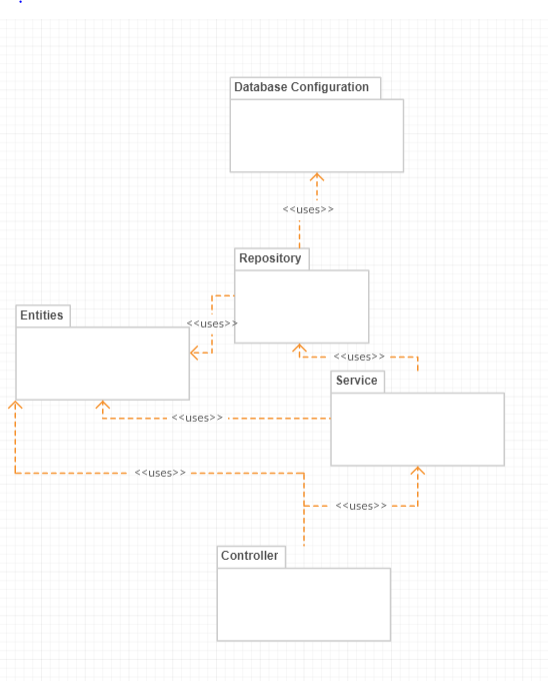 Database Configuration
<<uses>>
Repository
Entities
<<uses>>
<<uses>>
Service
<<uses>>
<<uses>>
<<uses>>
Controller